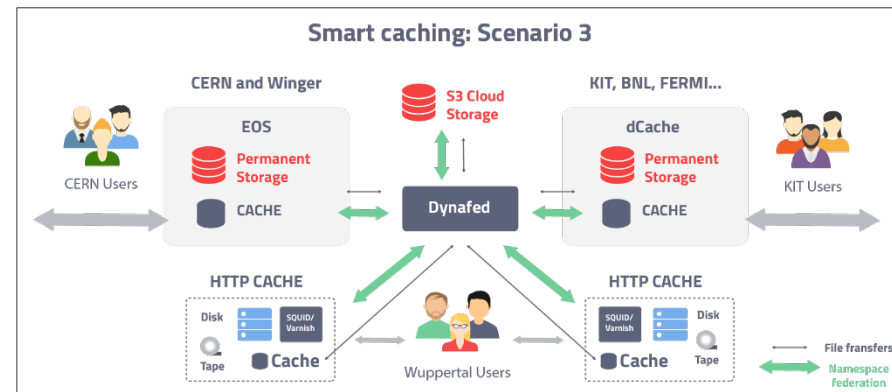 Smart caching: Scenario 3
CERN and Winger
S3 Cloud
Storage
KIT, BNL, FERMI...
EOS
Permanent
Storage
CACHE
CERN Users
Dynafed
dCache
Permanent
Storage
CACHE
KIT Users
HTTP CACHE
Disk
SQUID/
Varnish
Tape
Cache
Wuppertal Users
HTTP CACHE
SQUID/
Varnish
Disk
Cache
Tape
File fransfers
Namespace
federation